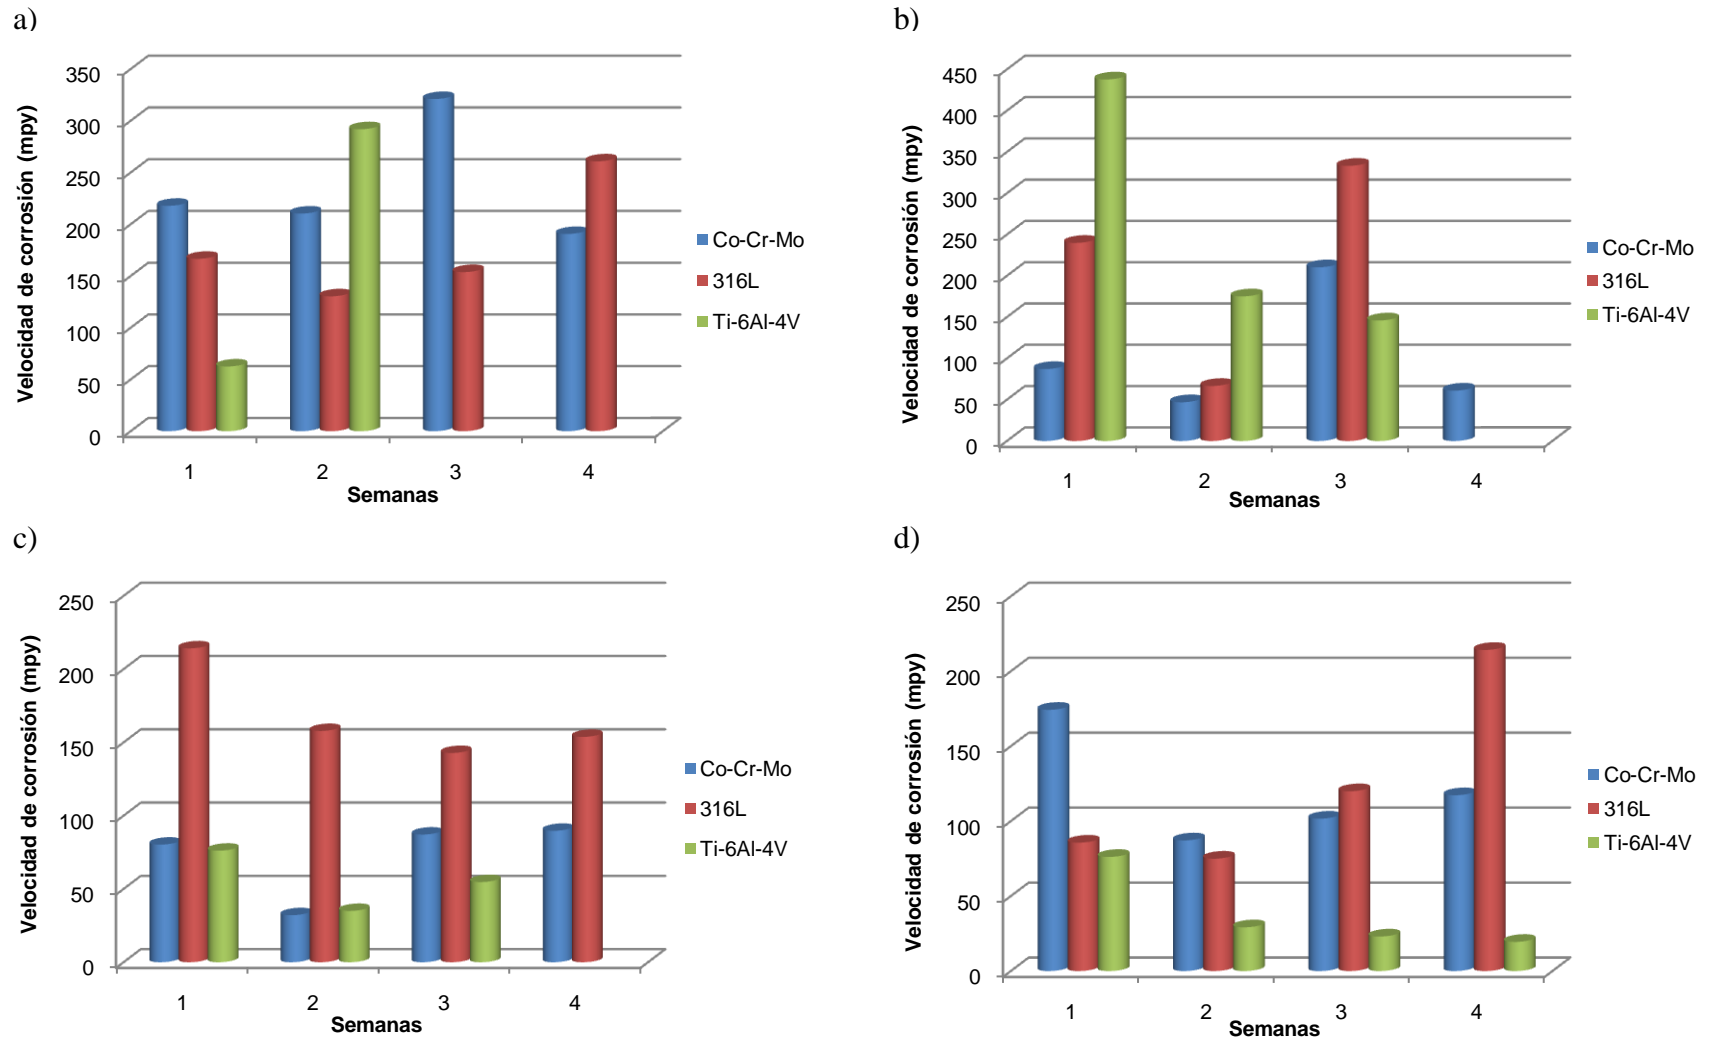 a)
350
300
250
200
150
100
50
0
Velocidad de corrosión (mpy)
1 2 3 4
Semanas
Co-Cr-Mo
316L
Ti-6Al-4V
b)
450
400
350
300
250
200
150
100
50
0
Velocidad de corrosión (mpy)
1 2 3 4
Semanas
Co-Cr-Mo
316L
Ti-6Al-4V
c)
250
200
150
100
50
0
Velocidad de corrosión (mpy)
1 2 3 4
Semanas
Co-Cr-Mo
316L
Ti-6Al-4V
d)
250
200
150
100
50
0
Velocidad de corrosión (mpy)
1 2 3 4
Semanas
Co-Cr-Mo
316L
Ti-6Al-4V